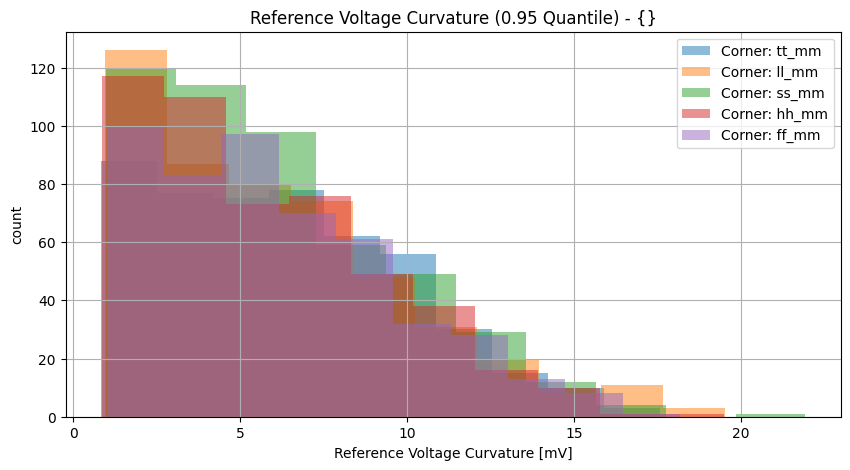 Reference Voltage Curvature (0.95 Quantile) - {}
Corner: tt_mm
Corner: ll_mm
Corner: ss_mm
Corner: hh_mm
Corner: ff_mm
count
120
100
80
60
40
20
0
0 5 10 15 20
Reference Voltage Curvature [mV]